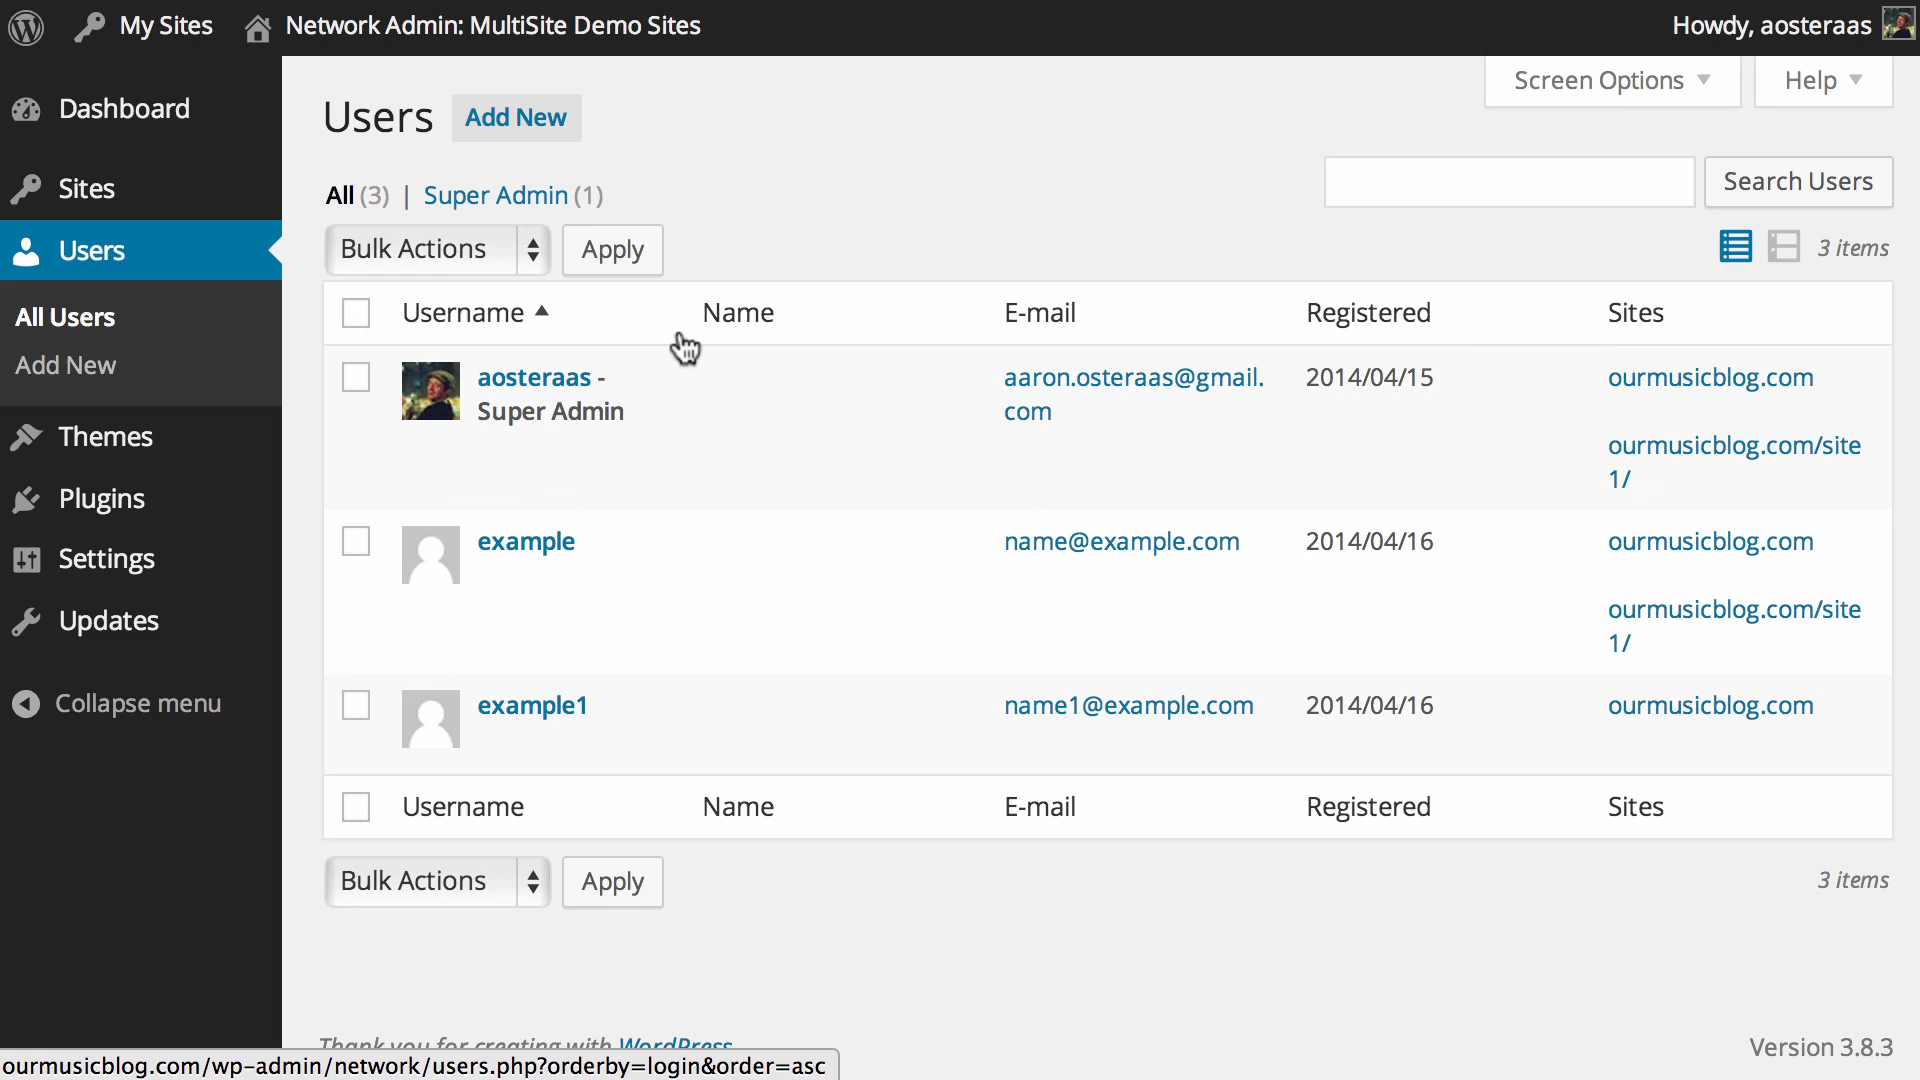 My Sites Network Admin: MultiSite Demo Sites Howdy, aosteraas
Screen Options Help
Dashboard
Sites
Users
All Users
Add New
Themes
Plugins
Settings
Updates
Collapse menu
Users Add New
All (3) | Super Admin (1)
Search Users
Bulk Actions Apply 3 items
Username Name E-mail Registered Sites
aosteraas - aaron.osteraas@gmail. 2014/04/15 ourmusicblog.com
Super Admin com
ourmusicblog.com/site
1/
example name@example.com 2014/04/16 ourmusicblog.com
ourmusicblog.com/site
1/
example1 name1@example.com 2014/04/16 ourmusicblog.com
Username Name E-mail Registered Sites
Bulk Actions Apply 3 items
Thank you for creating with WordPress Version 3.8.3
ourmusicblog.com/wp-admin/network/users.php?orderby=login&order=asc